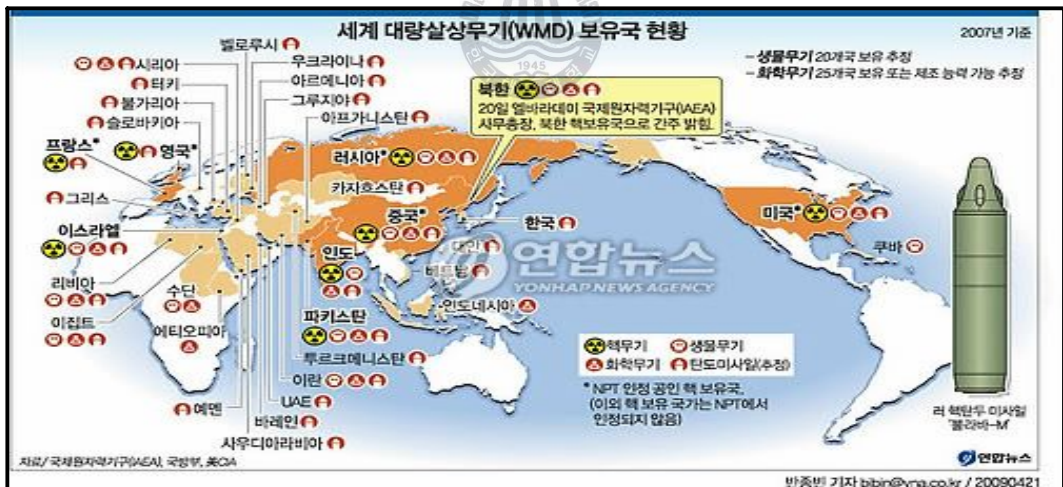 세계 대량살상무기(WMD) 보유국 현황
1945
2007년 기준
- 생물무기 20개국 보유 추정
- 화학무기 25개국 보유 또는 제조 능력 가능 추정
벨로루시
시리아
우크라이나
터키
아르메니아
불가리아
그루지아
슬로바키아
아프가니스탄
북한
20일 엘바라데이 국제원자력기구(IAEA)
사무총장, 북한 핵보유국으로 간주 밝힘.
프랑스*
영국*
러시아*
카자흐스탄
그리스
중국*
한국
미국*
이스라엘
쿠바
인도
대만
리비아
베트남
연합뉴스
YONHAP NEWS AGENCY
수단
인도네시아
이집트
파키스탄
에티오피아
핵무기
생물무기
화학무기
탄도미사일(추정)
투르크메니스탄
이란
* NPT 인정 공인 핵 보유국.
(이외 핵 보유 국가는 NPT에서
인정되지 않음)
예멘
UAE
바레인
사우디아라비아
러 핵탄두 미사일
'불라바-M'
자료/ 국제원자력기구(IAEA), 국방부, 美CIA
연합뉴스
반종빈 기자 bjbin@yna.co.kr / 20090421